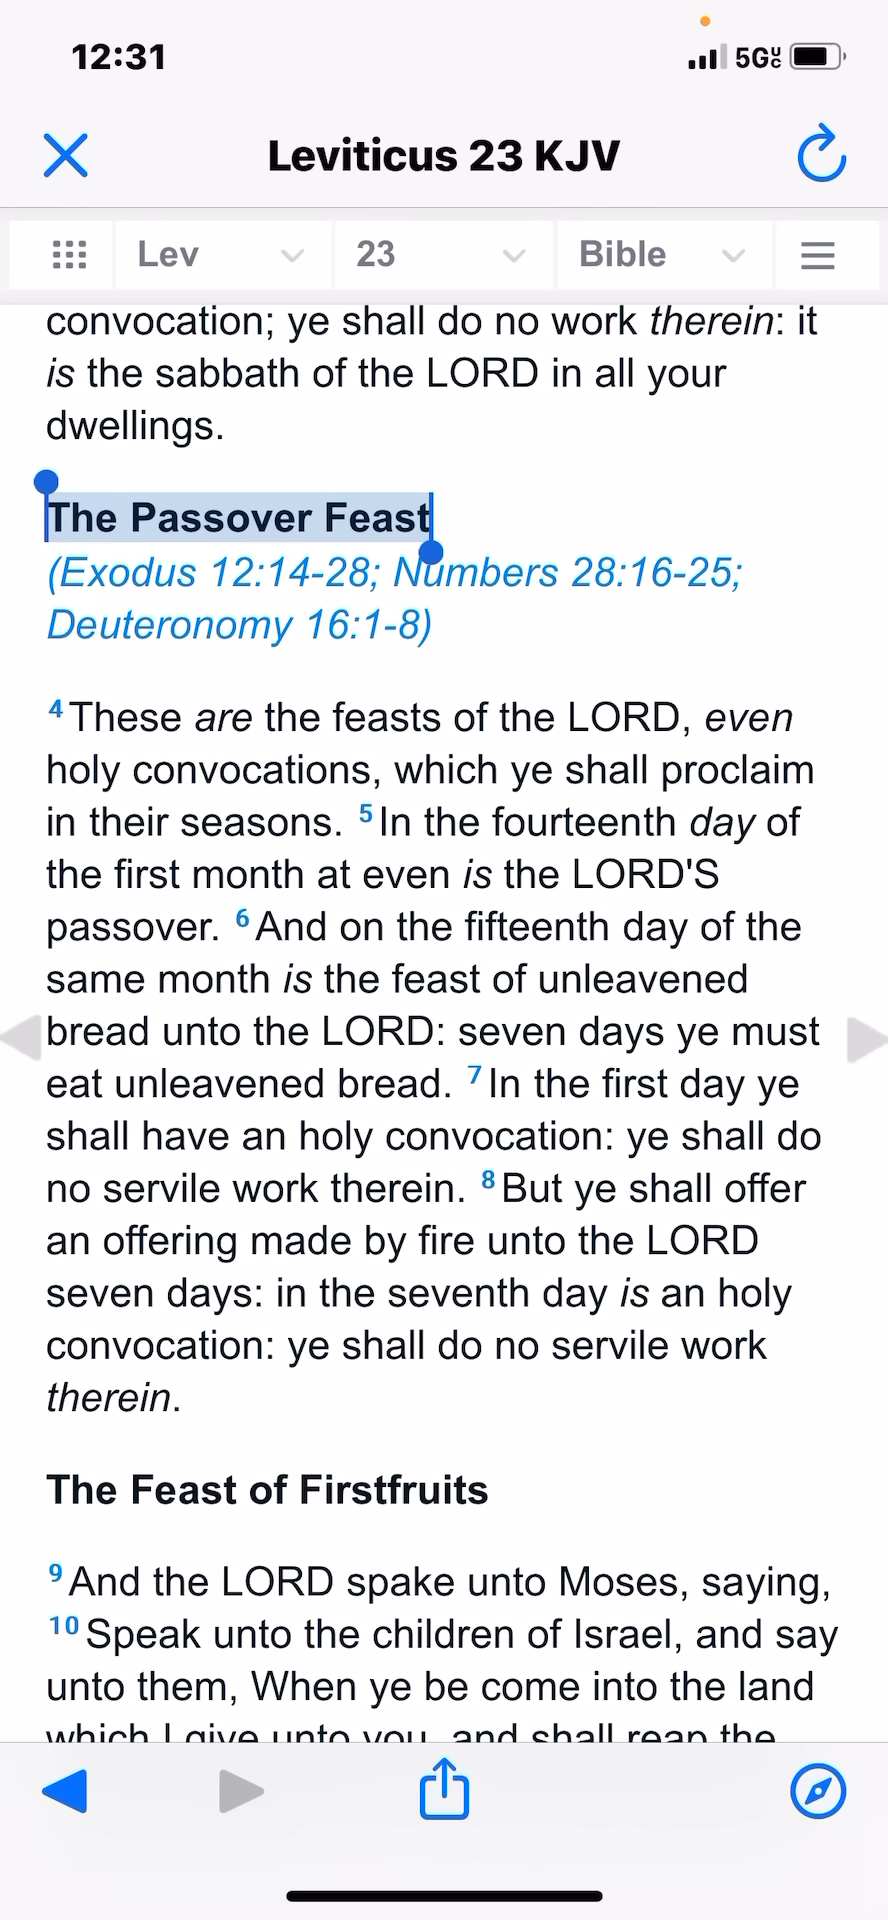 12:31 5G UC
Leviticus 23 KJV
Lev 23 Bible
convocation; ye shall do no work therein: it
is the sabbath of the LORD in all your
dwellings.
The Passover Feast
(Exodus 12:14-28; Numbers 28:16-25;
Deuteronomy 16:1-8)
4 These are the feasts of the LORD, even
holy convocations, which ye shall proclaim
in their seasons. 5 In the fourteenth day of
the first month at even is the LORD'S
passover. 6 And on the fifteenth day of the
same month is the feast of unleavened
bread unto the LORD: seven days ye must
eat unleavened bread. 7 In the first day ye
shall have an holy convocation: ye shall do
no servile work therein. 8 But ye shall offer
an offering made by fire unto the LORD
seven days: in the seventh day is an holy
convocation: ye shall do no servile work
therein.
The Feast of Firstfruits
9 And the LORD spake unto Moses, saying,
10 Speak unto the children of Israel, and say
unto them, When ye be come into the land
which I give unto you, and shall reap the